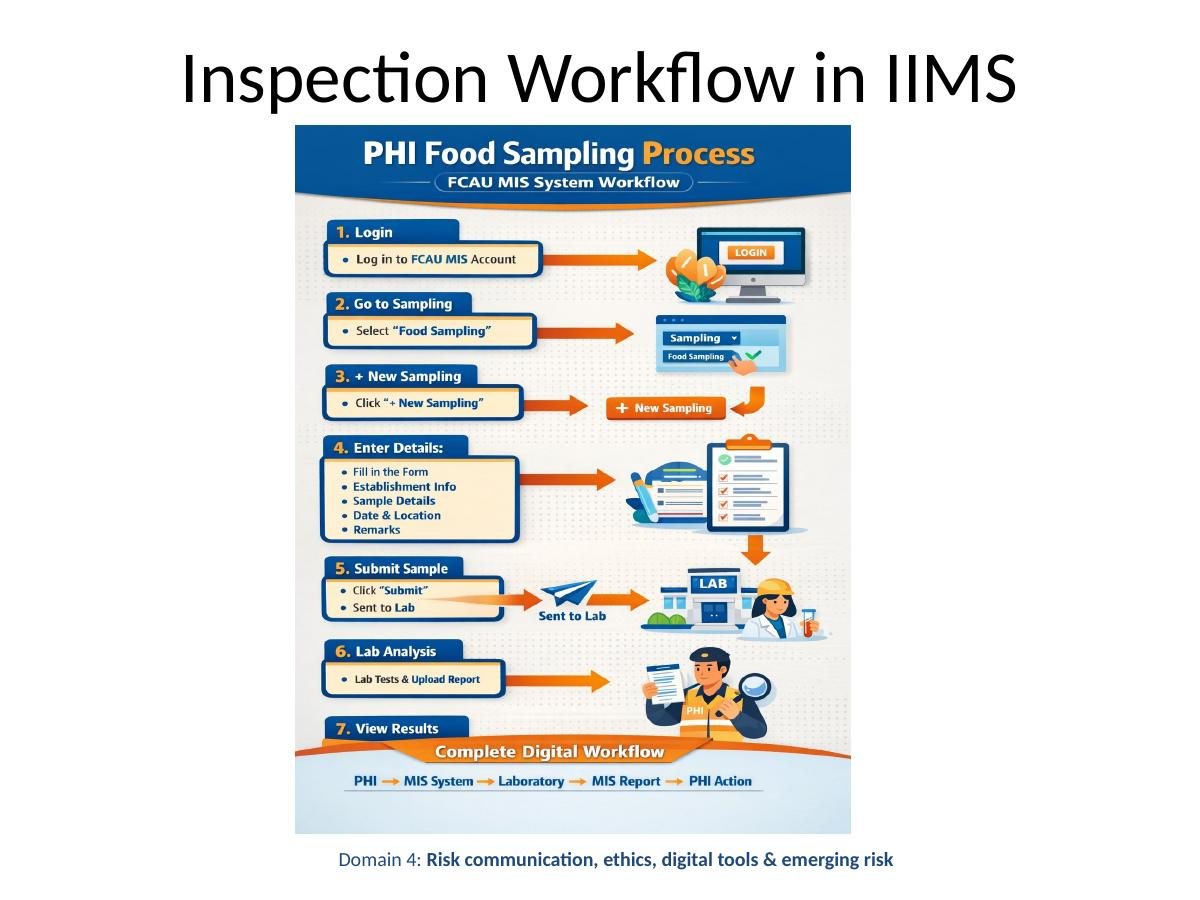 Inspection Workflow in IIMS
PHI Food Sampling Process
FCAU MIS System Workflow
1. Login
• Log in to FCAU MIS Account
LOGIN
2. Go to Sampling
• Select “Food Sampling”
Sampling
Food Sampling
3. + New Sampling
• Click “+ New Sampling”
+ New Sampling
4. Enter Details:
• Fill in the Form
• Establishment Info
• Sample Details
• Date & Location
• Remarks
5. Submit Sample
• Click “Submit”
• Sent to Lab
Sent to Lab
LAB
6. Lab Analysis
• Lab Tests & Upload Report
PHI
7. View Results
Complete Digital Workflow
PHI → MIS System → Laboratory → MIS Report → PHI Action
Domain 4: Risk communication, ethics, digital tools & emerging risk